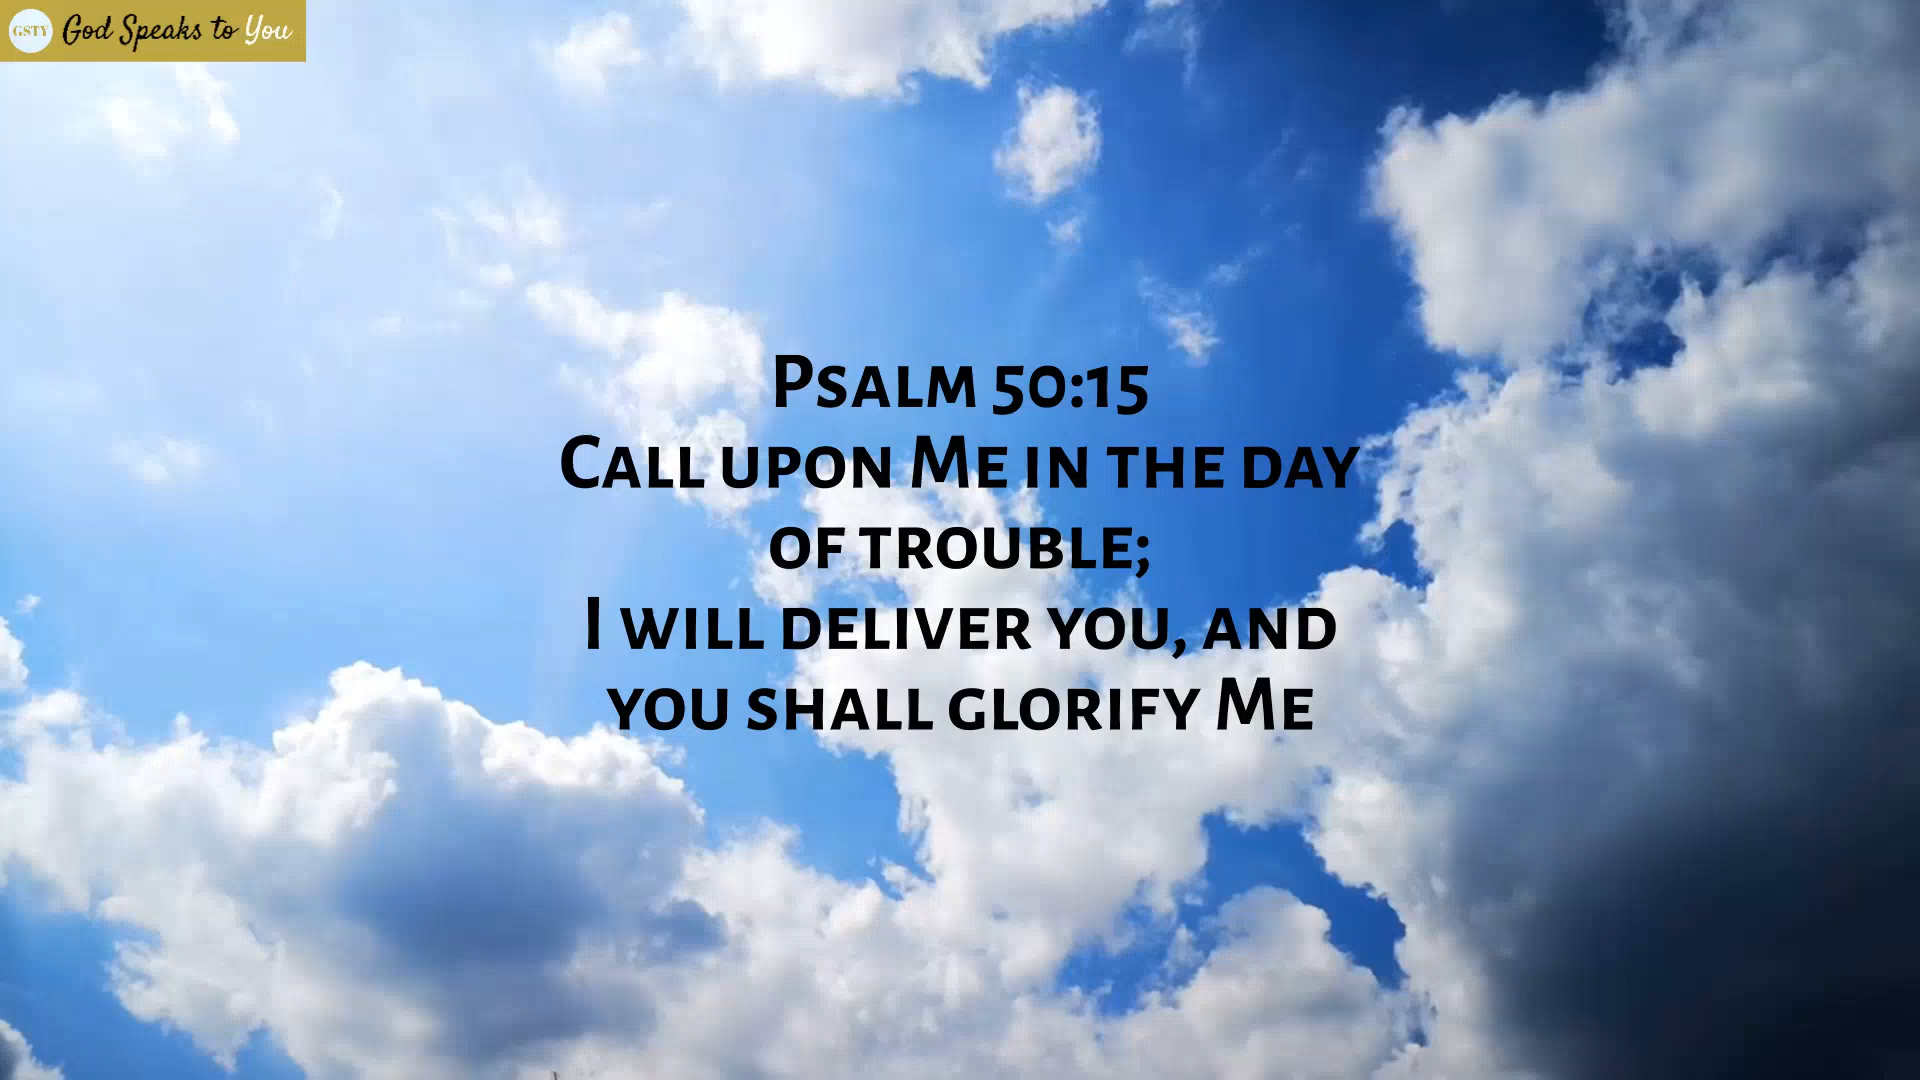 GSTY God Speaks to You
Psalm 50:15
Call upon Me in the day
of trouble;
I will deliver you, and
you shall glorify Me